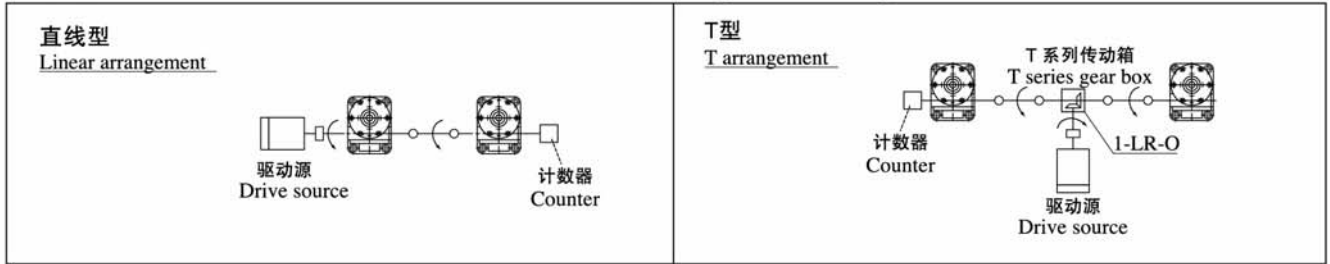 直线型
Linear arrangement
驱动源
Drive source
计数器
Counter
T型
T arrangement
T 系列传动箱
T series gear box
计数器
Counter
1-LR-O
驱动源
Drive source